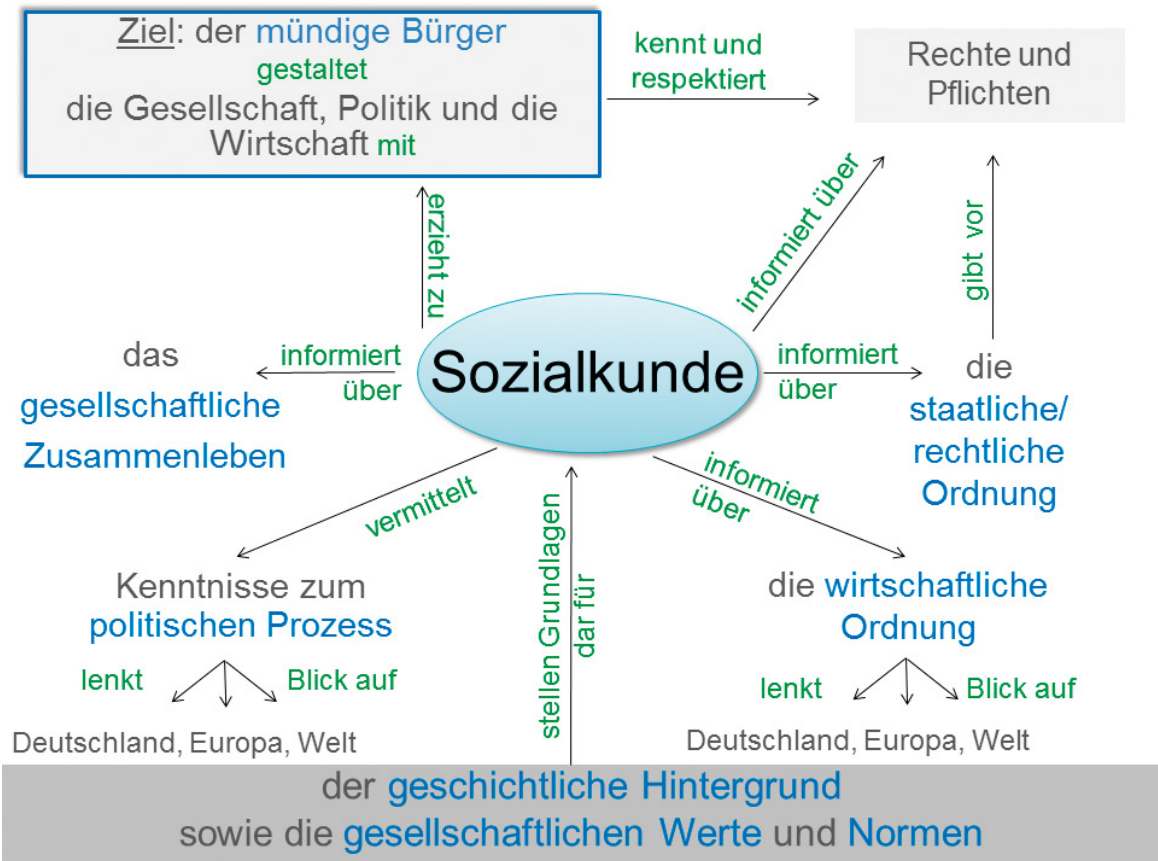 Ziel: der mündige Bürger
gestaltet
die Gesellschaft, Politik und die
Wirtschaft mit
kennt und
respektiert
Rechte und
Pflichten
erzieht zu
informiert über
gibt vor
Sozialkunde
das
gesellschaftliche
Zusammenleben
informiert
über
informiert
über
die
staatliche/
rechtliche
Ordnung
vermittelt
stellen Grundlagen
dar für
informiert
über
Kenntnisse zum
politischen Prozess
lenkt
Blick auf
Deutschland, Europa, Welt
die wirtschaftliche
Ordnung
lenkt
Blick auf
Deutschland, Europa, Welt
der geschichtliche Hintergrund
sowie die gesellschaftlichen Werte und Normen